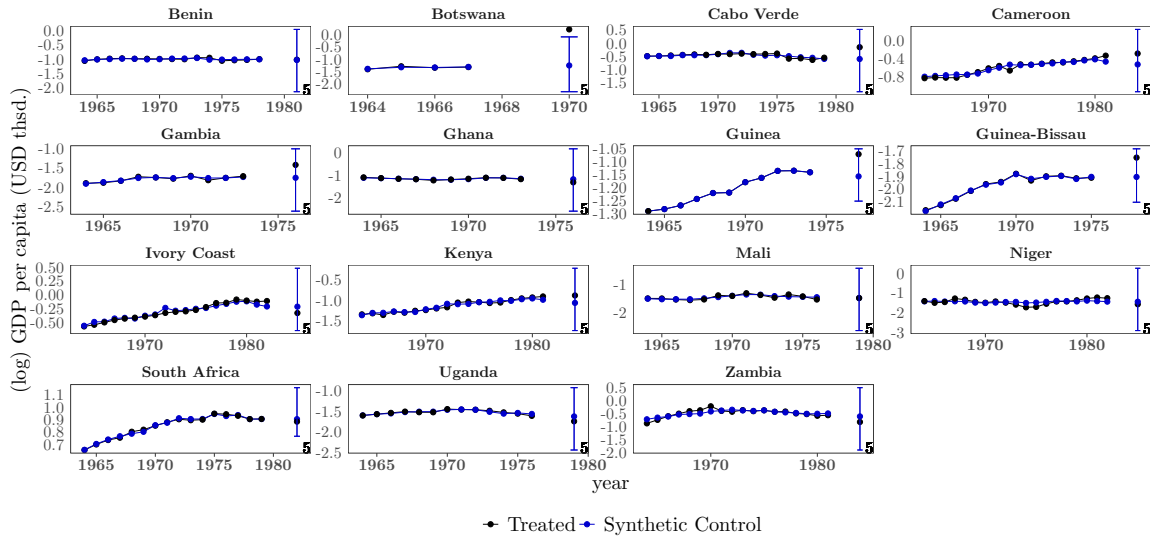 Benin Botswana Cabo Verde Cameroon
0.0 -0.5 -1.0 -1.5 -2.0
1965 1970 1975 1980
5
0.0 -0.5 -1.0 -1.5 -2.0
1964 1966 1968 1970
5
0.5 0.0 -0.5 -1.0 -1.5
1965 1970 1975 1980
5
0.0 -0.4 -0.8
1970 1980
5
Gambia Ghana Guinea Guinea-Bissau
-1.0 -1.5 -2.0 -2.5
1965 1970 1975
5
0 -1 -2
1965 1970 1975
5
-1.05 -1.10 -1.15 -1.20 -1.25 -1.30
1965 1970 1975
5
-1.7 -1.8 -1.9 -2.0 -2.1
1965 1970 1975
5
Ivory Coast Kenya Mali Niger
0.50 0.25 0.00 -0.25 -0.50
1970 1980
5
-0.5 -1.0 -1.5
1970 1980
5
-1 -2
1965 1970 1975 1980
5
0 -1 -2 -3
1970 1980
5
South Africa Uganda Zambia
1.1 1.0 0.9 0.8 0.7
1965 1970 1975 1980
5
-1.0 -1.5 -2.0 -2.5
1965 1970 1975 1980
5
0.5 0.0 -0.5 -1.0 -1.5 -2.0
1970 1980
5
(log) GDP per capita (USD thsd.)
year
Treated Synthetic Control